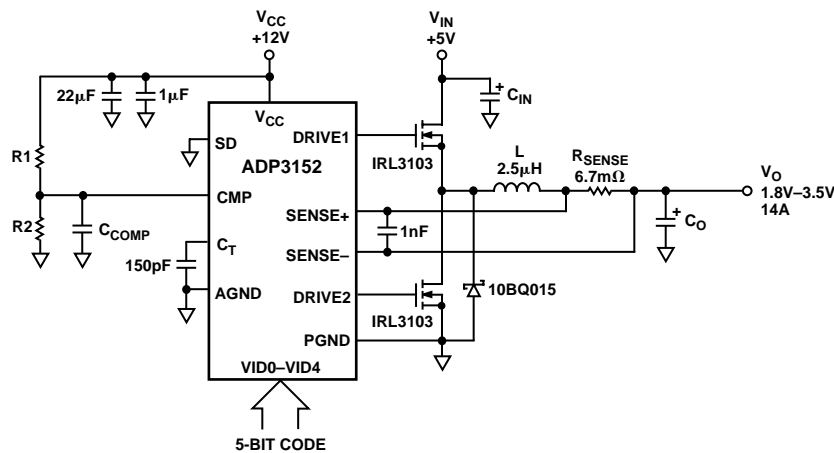 V_CC
+12V
V_IN
+5V
22µF
1µF
C_IN
V_CC
SD
DRIVE1
ADP3152
IRL3103
L
2.5µH
R_SENSE
6.7mΩ
V_O
1.8V–3.5V
14A
R1
CMP
R2
C_COMP
SENSE+
1nF
C_O
C_T
SENSE–
150pF
DRIVE2
10BQ015
AGND
IRL3103
PGND
VID0–VID4
5-BIT CODE
+
+